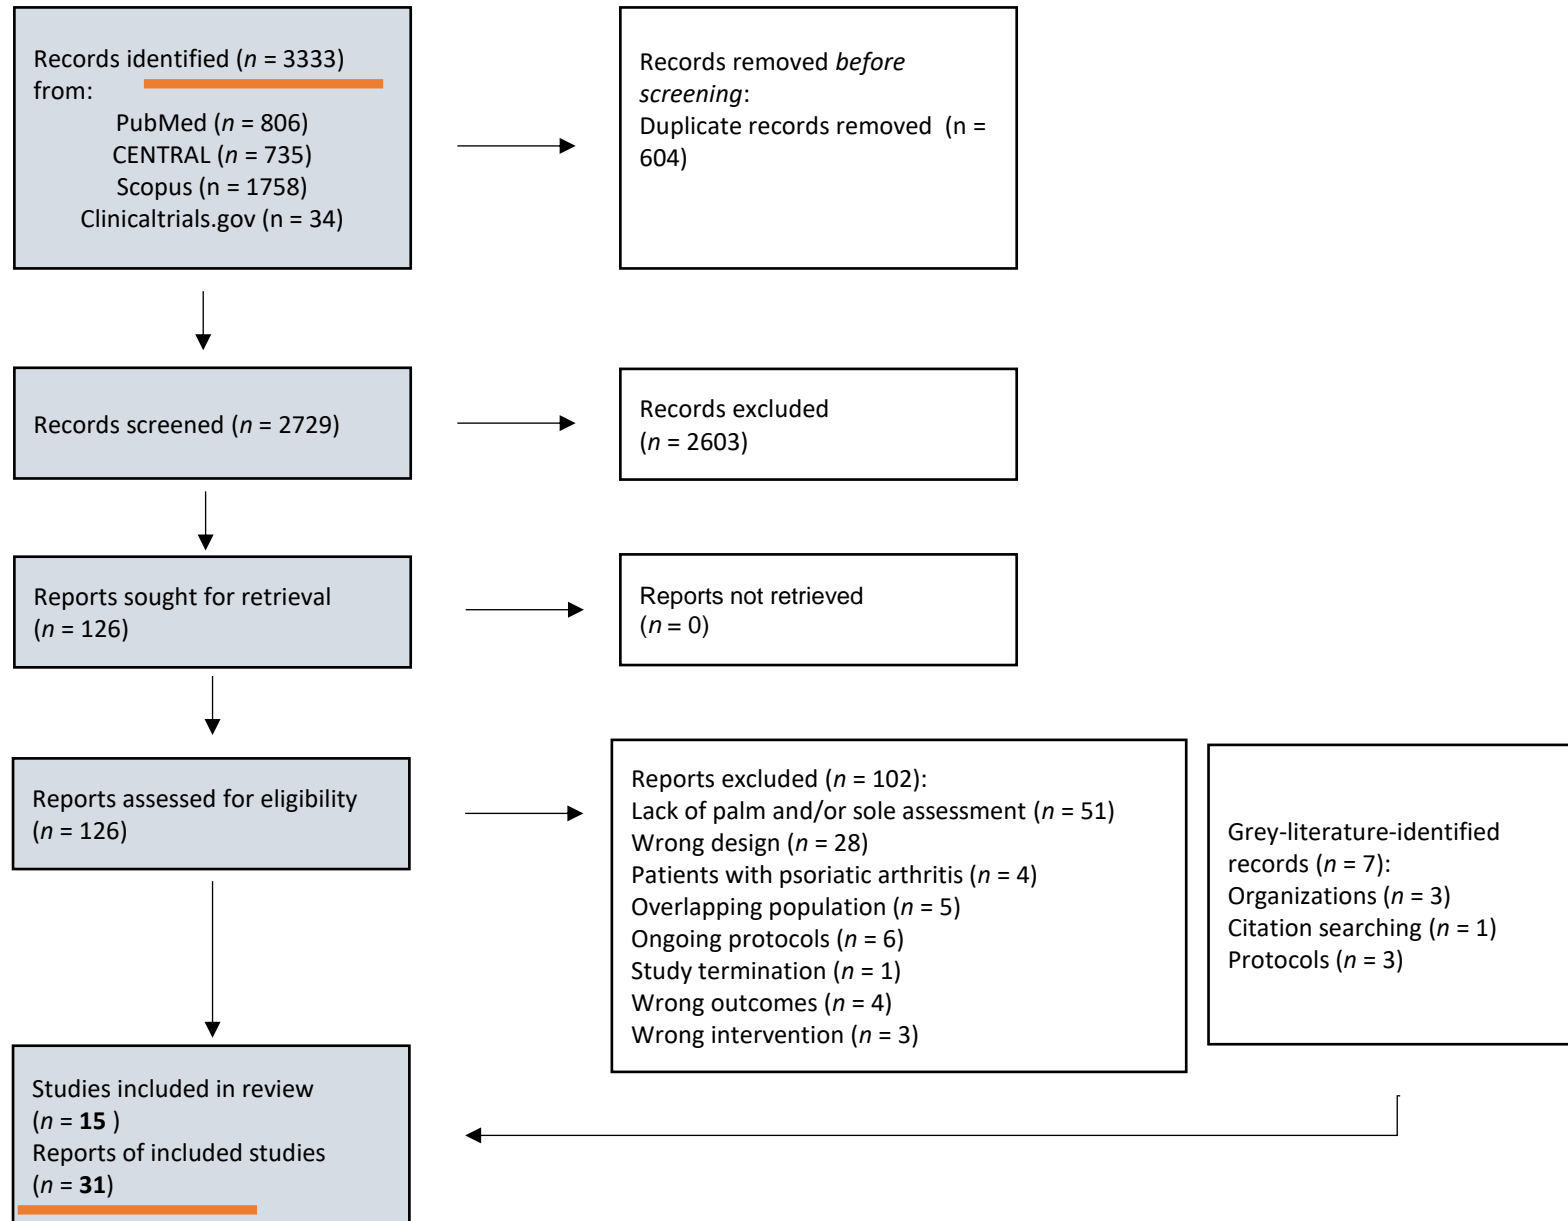 Records identified (n = 3333)
from:
PubMed (n = 806)
CENTRAL (n = 735)
Scopus (n = 1758)
Clinicaltrials.gov (n = 34)
Records removed before
screening:
Duplicate records removed (n =
604)
Records screened (n = 2729)
Records excluded
(n = 2603)
Reports sought for retrieval
(n = 126)
Reports not retrieved
(n = 0)
Reports assessed for eligibility
(n = 126)
Reports excluded (n = 102):
Lack of palm and/or sole assessment (n = 51)
Wrong design (n = 28)
Patients with psoriatic arthritis (n = 4)
Overlapping population (n = 5)
Ongoing protocols (n = 6)
Study termination (n = 1)
Wrong outcomes (n = 4)
Wrong intervention (n = 3)
Grey-literature-identified
records (n = 7):
Organizations (n = 3)
Citation searching (n = 1)
Protocols (n = 3)
Studies included in review
(n = 15 )
Reports of included studies
(n = 31)